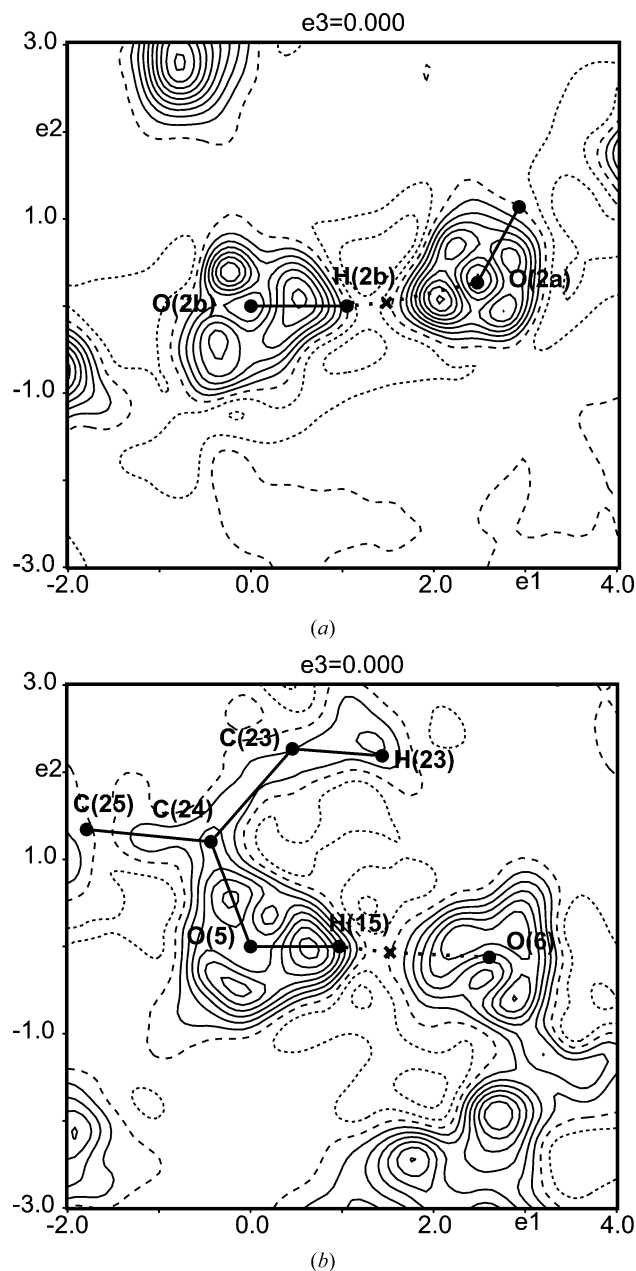 e3=0.000
3.0
e2
1.0
H(2b)
O(2b)
O(2a)
-1.0
-3.0
-2.0 0.0 2.0 e1 4.0
(a)
e3=0.000
3.0
C(23)
H(23)
e2
C(25) C(24)
1.0
H(15)
O(5) O(6)
-1.0
-3.0
-2.0 0.0 2.0 e1 4.0
(b)